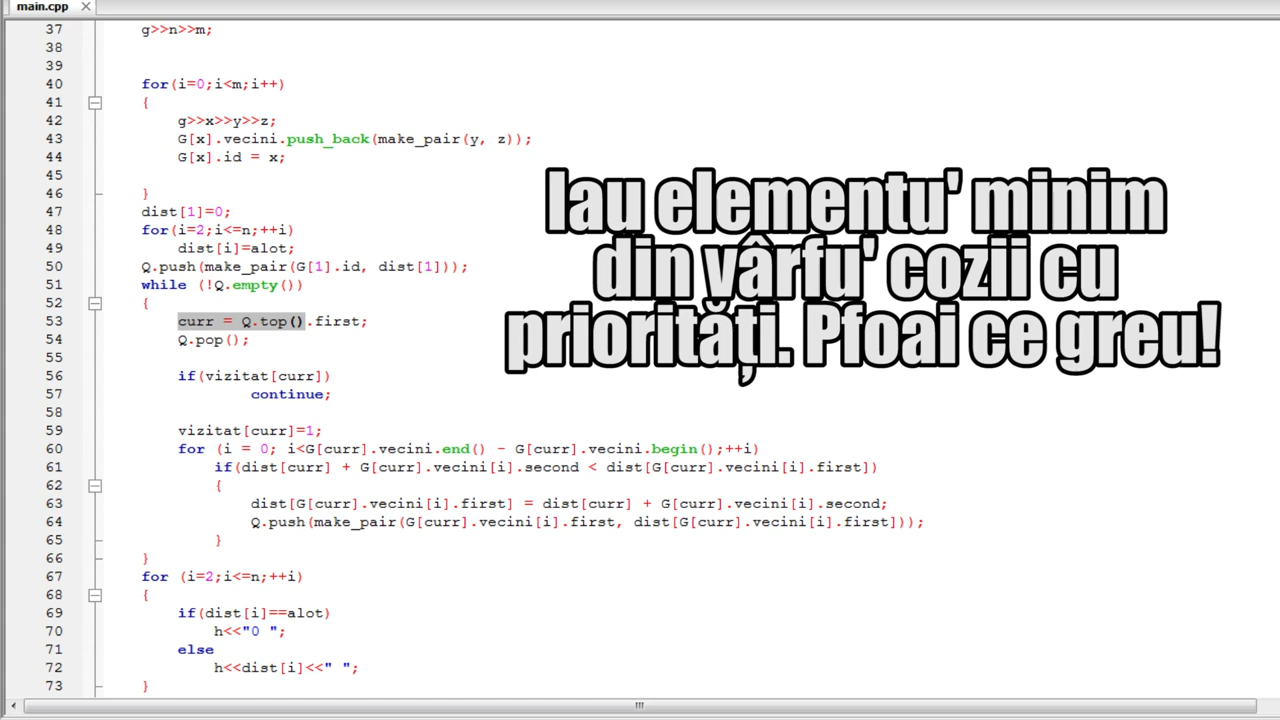 main.cpp
37 g>>n>>m;
38
39
40 for(i=0;i<m;i++)
41 {
42 g>>x>>y>>z;
43 G[x].vecini.push_back(make_pair(y, z));
44 G[x].id = x;
45
46 }
47 dist[1]=0;
48 for(i=2;i<=n;++i)
49 dist[i]=alot;
50 Q.push(make_pair(G[1].id, dist[1]));
51 while (!Q.empty())
52 {
53 curr = Q.top().first;
54 Q.pop();
55
56 if(vizitat[curr])
57 continue;
58
59 vizitat[curr]=1;
60 for (i = 0; i<G[curr].vecini.end() - G[curr].vecini.begin();++i)
61 if(dist[curr] + G[curr].vecini[i].second < dist[G[curr].vecini[i].first])
62 {
63 dist[G[curr].vecini[i].first] = dist[curr] + G[curr].vecini[i].second;
64 Q.push(make_pair(G[curr].vecini[i].first, dist[G[curr].vecini[i].first]));
65 }
66 }
67 for (i=2;i<=n;++i)
68 {
69 if(dist[i]==alot)
70 h<<"0 ";
71 else
72 h<<dist[i]<<" ";
73 }
Iau elementu' minim
din vârfu' cozii cu
priorități. Pfoai ce greu!